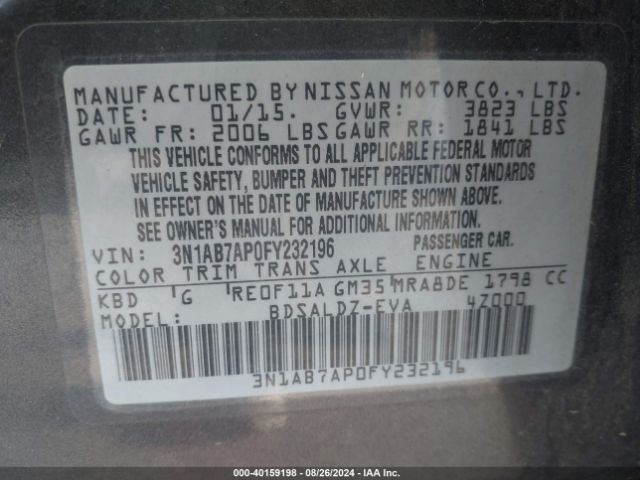 MANUFACTURED BY NISSAN MOTOR CO., LTD.
DATE: 01/15. GVWR: 3823 LBS
GAWR FR: 2006 LBS GAWR RR: 1841 LBS
THIS VEHICLE CONFORMS TO ALL APPLICABLE FEDERAL MOTOR
VEHICLE SAFETY, BUMPER AND THEFT PREVENTION STANDARDS
IN EFFECT ON THE DATE OF MANUFACTURE SHOWN ABOVE.
SEE OWNER'S MANUAL FOR ADDITIONAL INFORMATION.
VIN: 3N1AB7AP0FY232196 PASSENGER CAR.
COLOR TRIM TRANS AXLE ENGINE
KBD G RE0F11A GM35 MRA8DE 1798 CC
MODEL: BDSALDZ-EVA 4Z000
3N1AB7AP0FY232196
000-40159198 - 08/26/2024 - IAA, Inc.